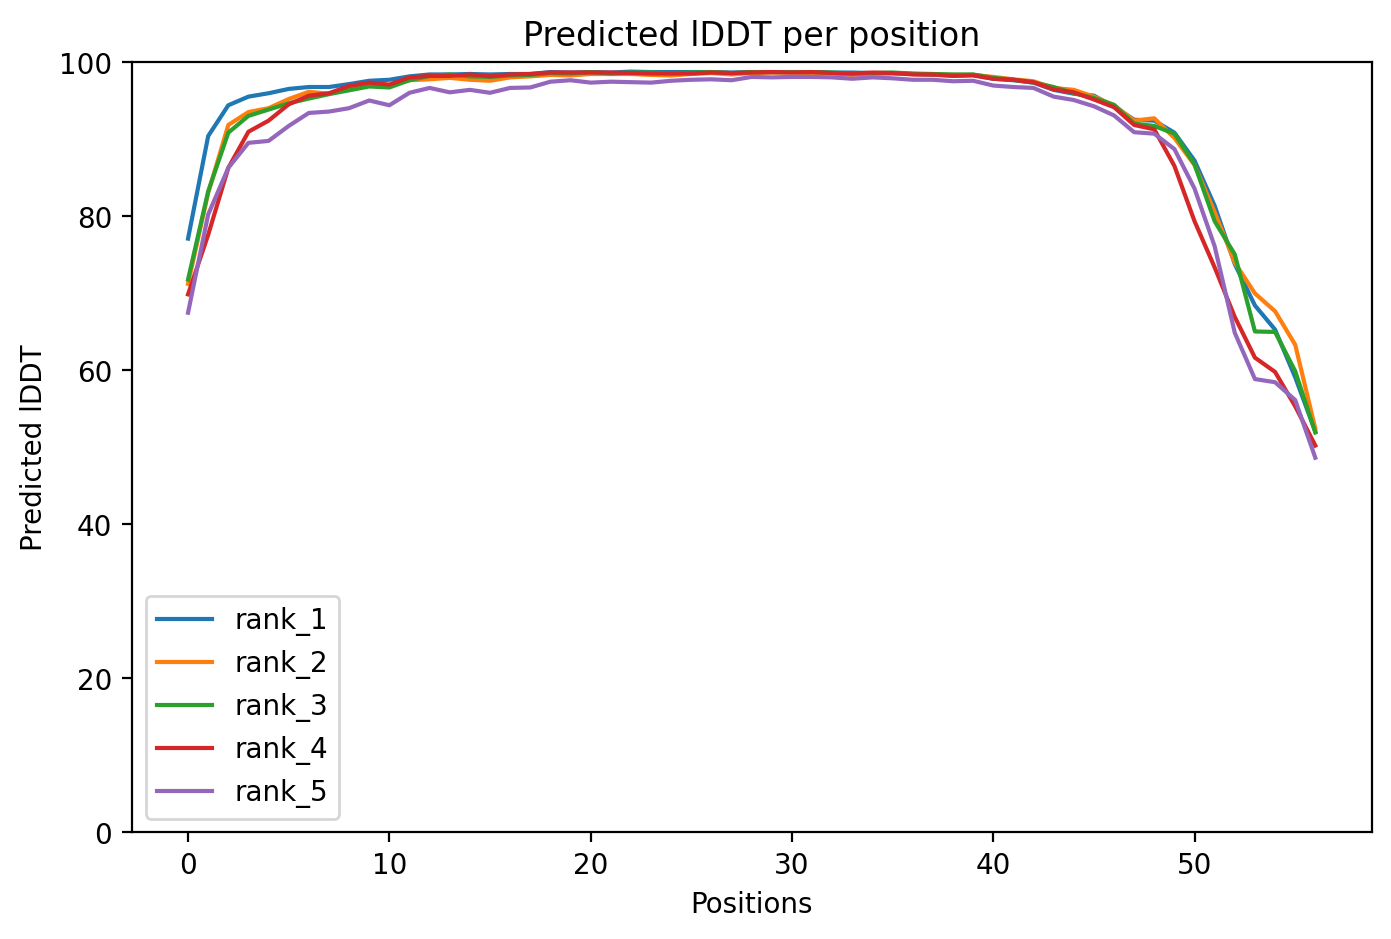 Predicted lDDT per position
Predicted lDDT
100
80
60
40
20
0
rank_1
rank_2
rank_3
rank_4
rank_5
0 10 20 30 40 50
Positions